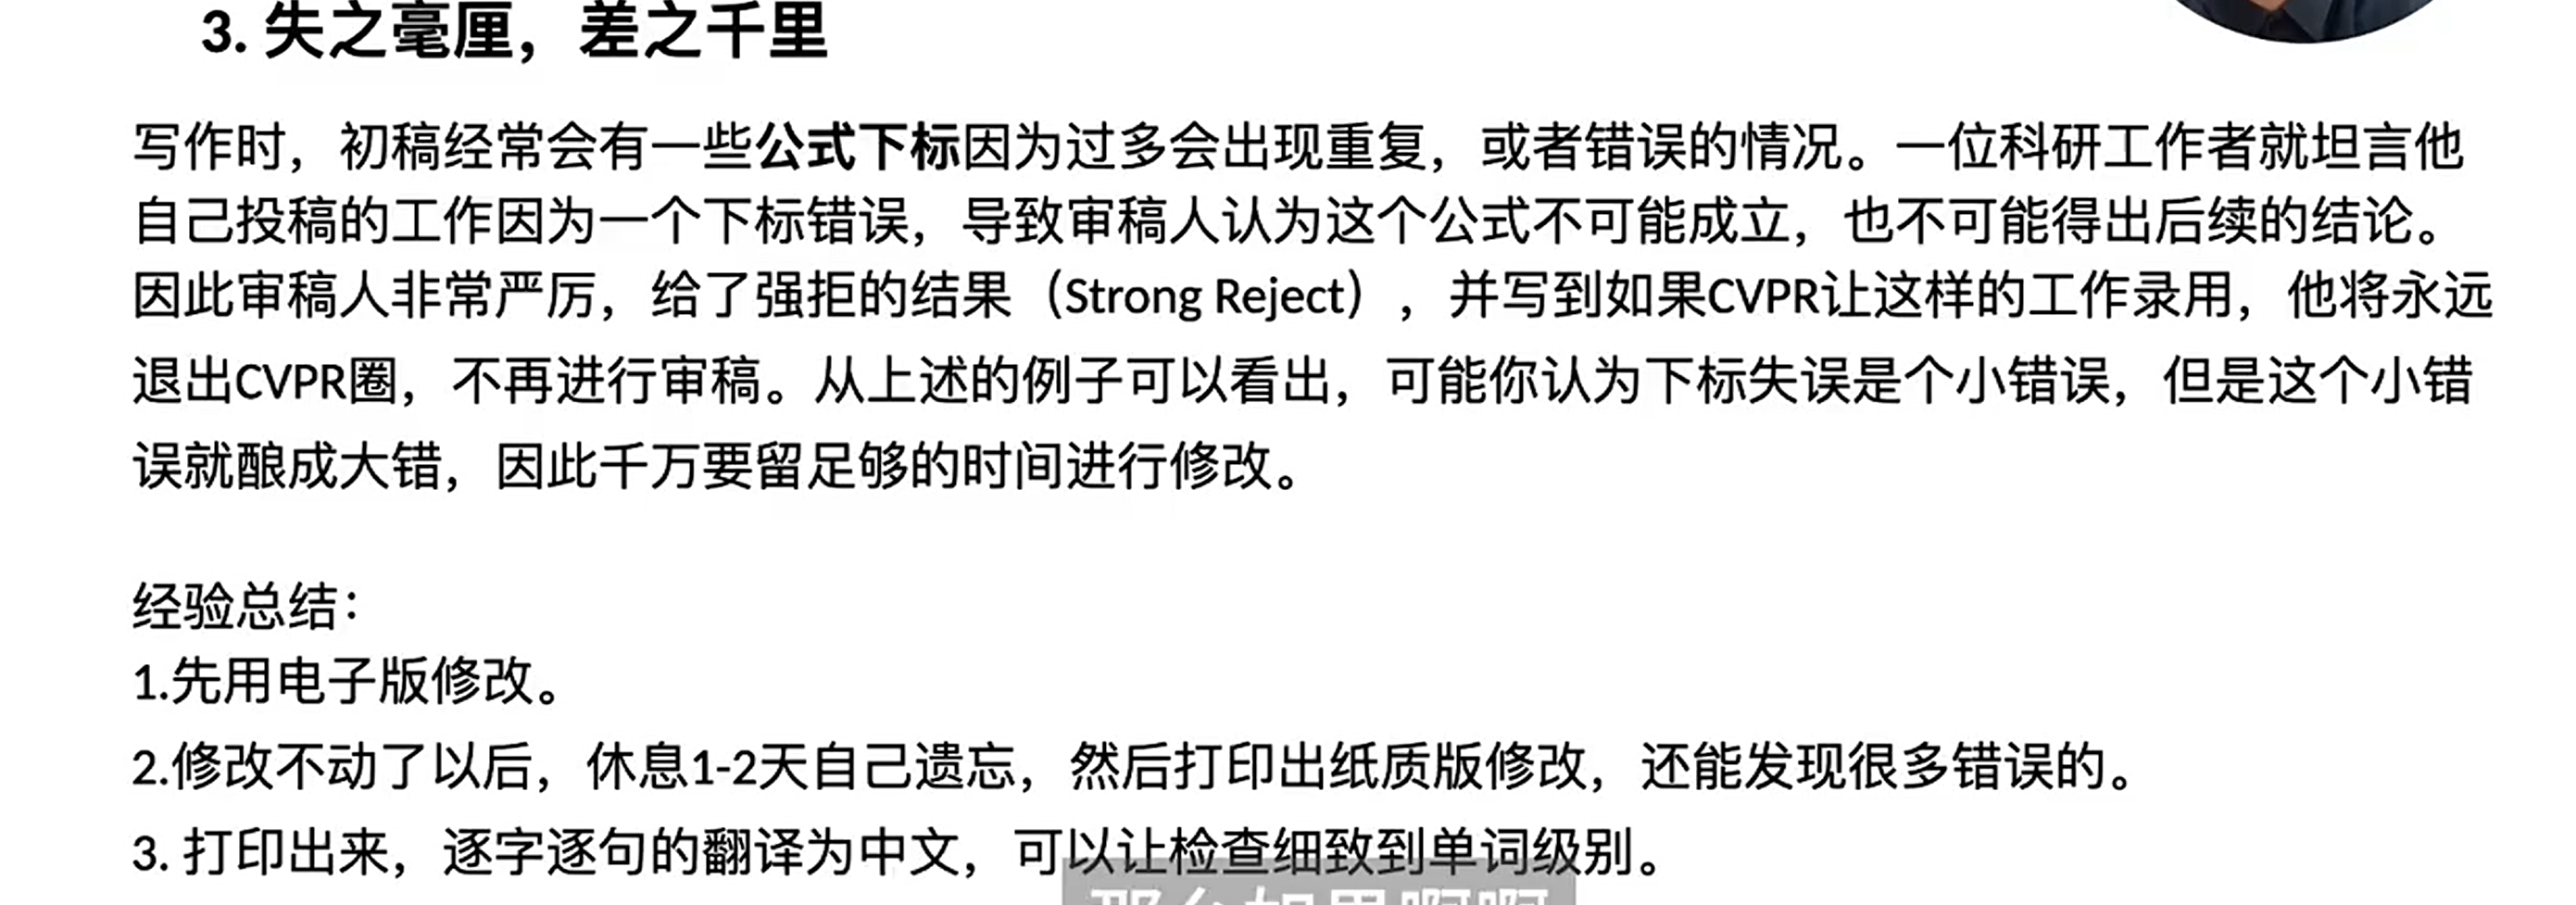 3. 失之毫厘，差之千里
写作时，初稿经常会有一些公式下标因为过多会出现重复，或者错误的情况。一位科研工作者就坦言他
自己投稿的工作因为一个下标错误，导致审稿人认为这个公式不可能成立，也不可能得出后续的结论。
因此审稿人非常严厉，给了强拒的结果（Strong Reject），并写到如果CVPR让这样的工作录用，他将永远
退出CVPR圈，不再进行审稿。从上述的例子可以看出，可能你认为下标失误是个小错误，但是这个小错
误就酿成大错，因此千万要留足够的时间进行修改。
经验总结：
1.先用电子版修改。
2.修改不动了以后，休息1-2天自己遗忘，然后打印出纸质版修改，还能发现很多错误的。
3. 打印出来，逐字逐句的翻译为中文，可以让检查细致到单词级别。